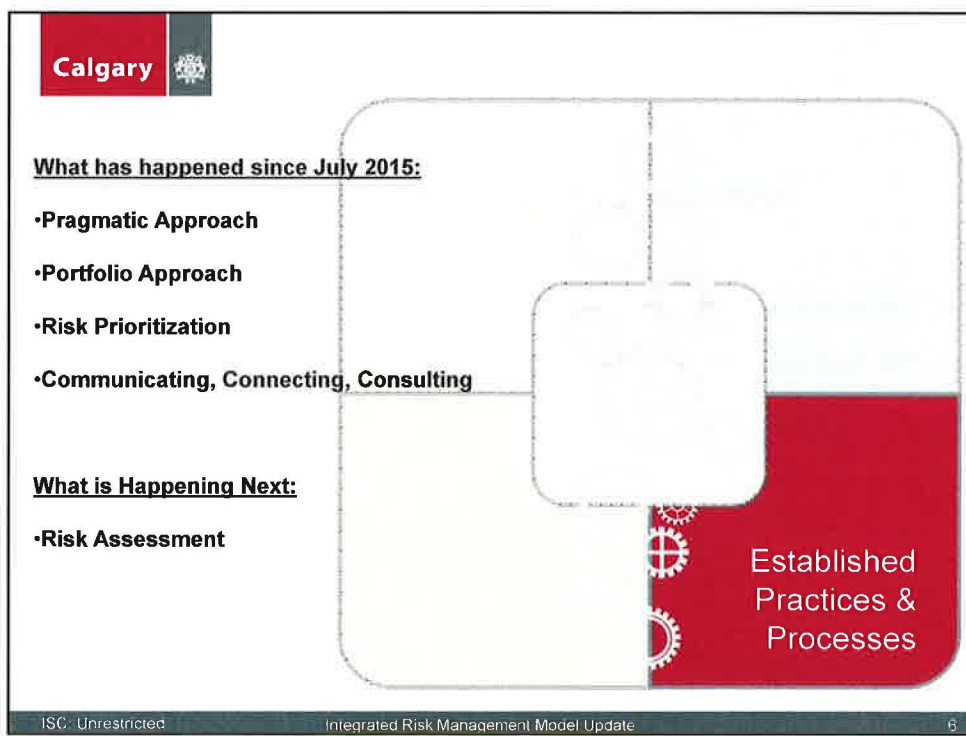 Calgary
What has happened since July 2015:
•Pragmatic Approach
•Portfolio Approach
•Risk Prioritization
•Communicating, Connecting, Consulting
What is Happening Next:
•Risk Assessment
Established
Practices &
Processes
ISC: Unrestricted
Integrated Risk Management Model Update
6